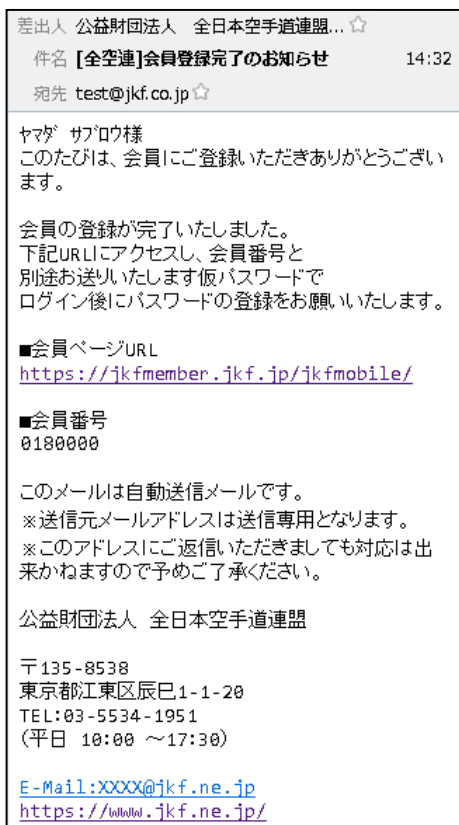 差出人 公益財団法人 全日本空手道連盟...☆
件名 [全空連]会員登録完了のお知らせ 14:32
宛先 test@jkf.co.jp☆
ﾔﾏﾀﾞ ｻﾌﾞﾛｳ様
このたびは、会員にご登録いただきありがとうござい
ます。
会員の登録が完了いたしました。
下記URLにアクセスし、会員番号と
別途お送りいたします仮パスワードで
ログイン後にパスワードの登録をお願いいたします。
■会員ページURL
https://jkfmember.jkf.jp/jkfmobile/
■会員番号
0180000
このメールは自動送信メールです。
※送信元メールアドレスは送信専用となります。
※このアドレスにご返信いただきましても対応は出
来かねますので予めご了承ください。
公益財団法人 全日本空手道連盟
〒135-8538
東京都江東区辰巳1-1-20
TEL:03-5534-1951
(平日 10:00 ～17:30)
E-Mail:XXXX@jkf.ne.jp
https://www.jkf.ne.jp/